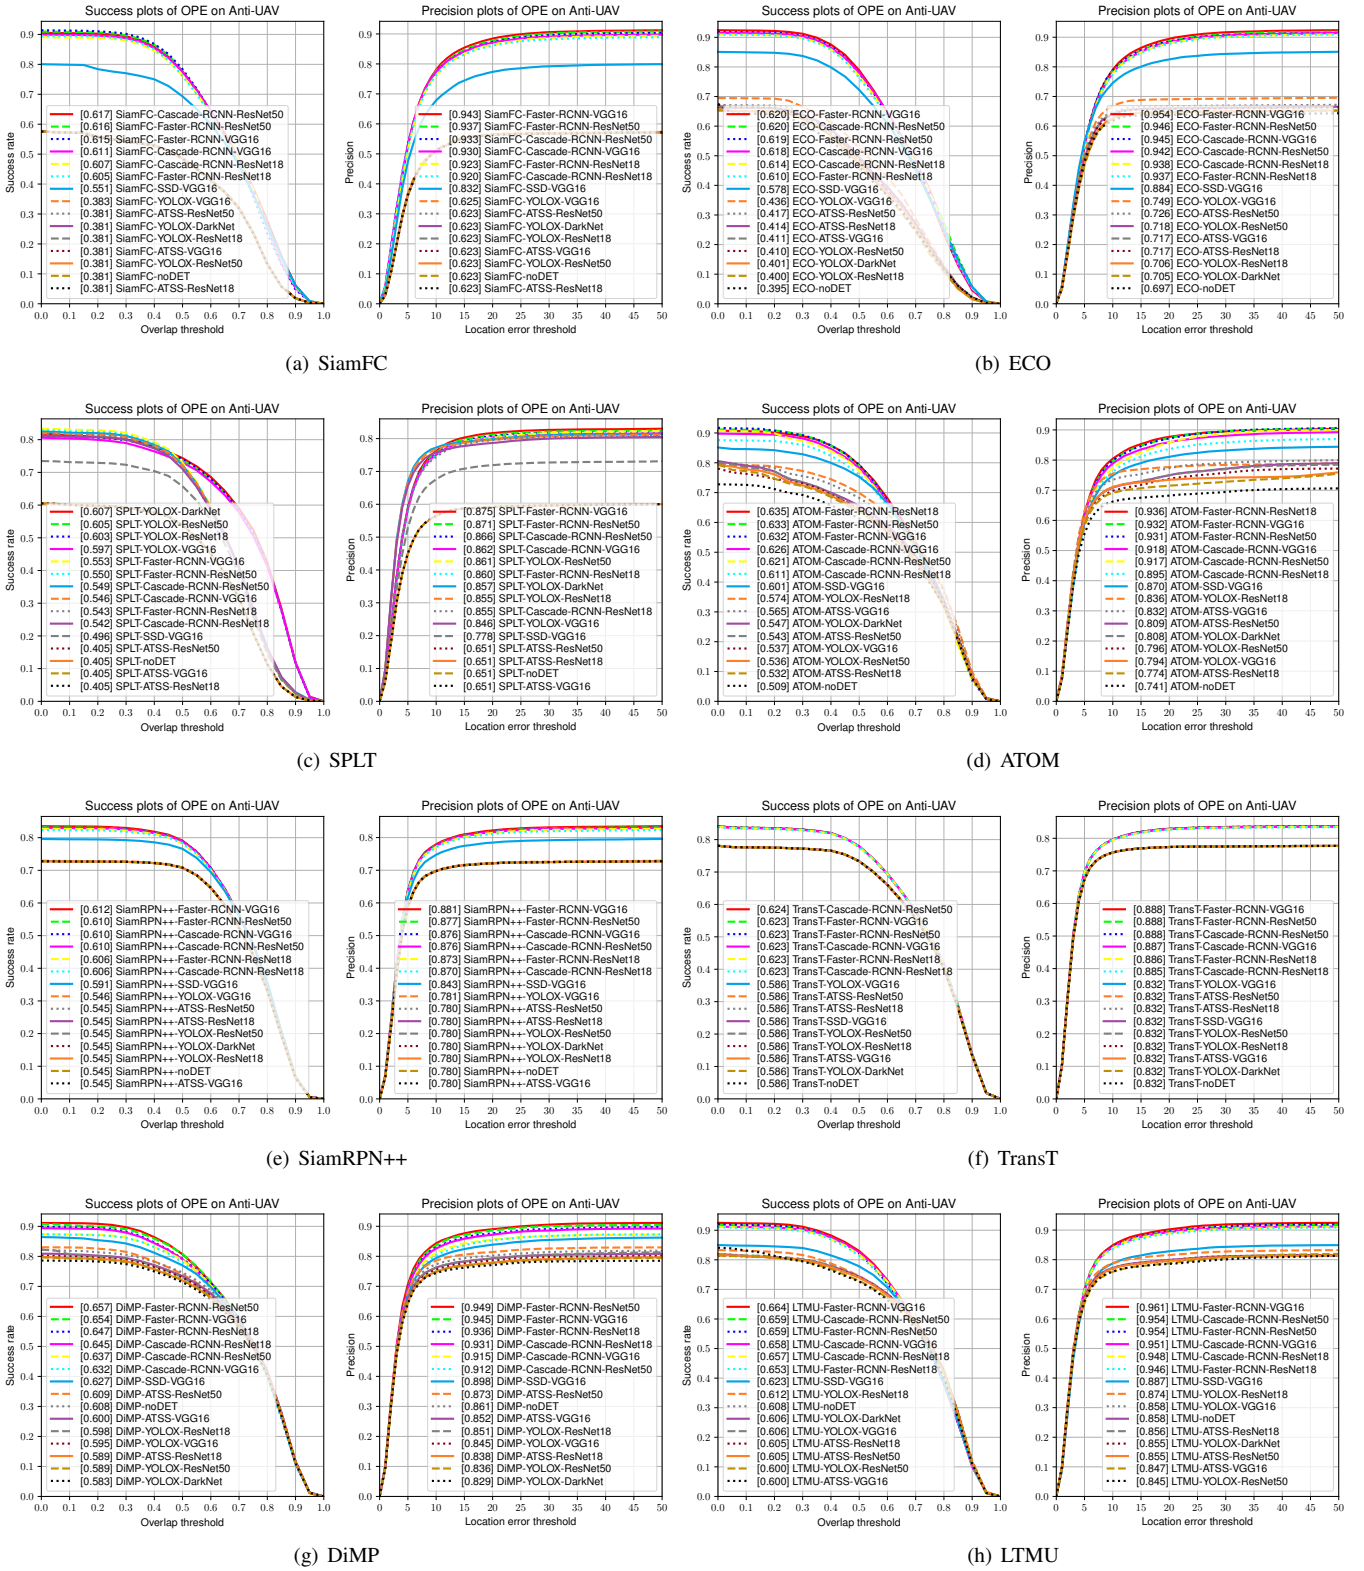 Success plots of OPE on Anti-UAV
Success rate
Overlap threshold
[0.617] SiamFC-Cascade-RCNN-ResNet50
[0.616] SiamFC-Faster-RCNN-ResNet50
[0.615] SiamFC-Faster-RCNN-VGG16
[0.611] SiamFC-Cascade-RCNN-VGG16
[0.607] SiamFC-Cascade-RCNN-ResNet18
[0.605] SiamFC-Faster-RCNN-ResNet18
[0.551] SiamFC-SSD-VGG16
[0.383] SiamFC-YOLOX-VGG16
[0.381] SiamFC-ATSS-ResNet50
[0.381] SiamFC-YOLOX-DarkNet
[0.381] SiamFC-YOLOX-ResNet18
[0.381] SiamFC-ATSS-VGG16
[0.381] SiamFC-YOLOX-ResNet50
[0.381] SiamFC-noDET
[0.381] SiamFC-ATSS-ResNet18
Precision plots of OPE on Anti-UAV
Precision
Location error threshold
[0.943] SiamFC-Faster-RCNN-VGG16
[0.937] SiamFC-Faster-RCNN-ResNet50
[0.933] SiamFC-Cascade-RCNN-ResNet50
[0.930] SiamFC-Cascade-RCNN-VGG16
[0.923] SiamFC-Faster-RCNN-ResNet18
[0.920] SiamFC-Cascade-RCNN-ResNet18
[0.832] SiamFC-SSD-VGG16
[0.625] SiamFC-YOLOX-VGG16
[0.623] SiamFC-ATSS-ResNet50
[0.623] SiamFC-YOLOX-DarkNet
[0.623] SiamFC-YOLOX-ResNet18
[0.623] SiamFC-ATSS-VGG16
[0.623] SiamFC-YOLOX-ResNet50
[0.623] SiamFC-noDET
[0.623] SiamFC-ATSS-ResNet18
(a) SiamFC
Success plots of OPE on Anti-UAV
Success rate
Overlap threshold
[0.620] ECO-Faster-RCNN-VGG16
[0.620] ECO-Cascade-RCNN-ResNet50
[0.619] ECO-Faster-RCNN-ResNet50
[0.618] ECO-Cascade-RCNN-VGG16
[0.614] ECO-Cascade-RCNN-ResNet18
[0.610] ECO-Faster-RCNN-ResNet18
[0.578] ECO-SSD-VGG16
[0.436] ECO-YOLOX-VGG16
[0.417] ECO-ATSS-ResNet50
[0.414] ECO-ATSS-ResNet18
[0.411] ECO-ATSS-VGG16
[0.410] ECO-YOLOX-ResNet50
[0.401] ECO-YOLOX-DarkNet
[0.400] ECO-YOLOX-ResNet18
[0.395] ECO-noDET
Precision plots of OPE on Anti-UAV
Precision
Location error threshold
[0.954] ECO-Faster-RCNN-VGG16
[0.946] ECO-Faster-RCNN-ResNet50
[0.945] ECO-Cascade-RCNN-VGG16
[0.942] ECO-Cascade-RCNN-ResNet50
[0.938] ECO-Cascade-RCNN-ResNet18
[0.937] ECO-Faster-RCNN-ResNet18
[0.884] ECO-SSD-VGG16
[0.749] ECO-YOLOX-VGG16
[0.726] ECO-ATSS-ResNet50
[0.718] ECO-YOLOX-ResNet50
[0.717] ECO-ATSS-VGG16
[0.717] ECO-ATSS-ResNet18
[0.706] ECO-YOLOX-ResNet18
[0.705] ECO-YOLOX-DarkNet
[0.697] ECO-noDET
(b) ECO
Success plots of OPE on Anti-UAV
Success rate
Overlap threshold
[0.607] SPLT-YOLOX-DarkNet
[0.605] SPLT-YOLOX-ResNet50
[0.603] SPLT-YOLOX-ResNet18
[0.597] SPLT-YOLOX-VGG16
[0.553] SPLT-Faster-RCNN-VGG16
[0.550] SPLT-Faster-RCNN-ResNet50
[0.549] SPLT-Cascade-RCNN-ResNet50
[0.546] SPLT-Cascade-RCNN-VGG16
[0.543] SPLT-Faster-RCNN-ResNet18
[0.542] SPLT-Cascade-RCNN-ResNet18
[0.496] SPLT-SSD-VGG16
[0.405] SPLT-ATSS-ResNet50
[0.405] SPLT-noDET
[0.405] SPLT-ATSS-VGG16
[0.405] SPLT-ATSS-ResNet18
Precision plots of OPE on Anti-UAV
Precision
Location error threshold
[0.875] SPLT-Faster-RCNN-VGG16
[0.871] SPLT-Faster-RCNN-ResNet50
[0.866] SPLT-Cascade-RCNN-ResNet50
[0.862] SPLT-Cascade-RCNN-VGG16
[0.861] SPLT-YOLOX-ResNet50
[0.860] SPLT-Faster-RCNN-ResNet18
[0.857] SPLT-YOLOX-DarkNet
[0.855] SPLT-YOLOX-ResNet18
[0.855] SPLT-Cascade-RCNN-ResNet18
[0.846] SPLT-YOLOX-VGG16
[0.778] SPLT-SSD-VGG16
[0.651] SPLT-ATSS-ResNet50
[0.651] SPLT-ATSS-ResNet18
[0.651] SPLT-noDET
[0.651] SPLT-ATSS-VGG16
(c) SPLT
Success plots of OPE on Anti-UAV
Success rate
Overlap threshold
[0.635] ATOM-Faster-RCNN-ResNet18
[0.633] ATOM-Faster-RCNN-ResNet50
[0.632] ATOM-Faster-RCNN-VGG16
[0.626] ATOM-Cascade-RCNN-VGG16
[0.621] ATOM-Cascade-RCNN-ResNet50
[0.611] ATOM-Cascade-RCNN-ResNet18
[0.601] ATOM-SSD-VGG16
[0.574] ATOM-YOLOX-ResNet18
[0.565] ATOM-ATSS-VGG16
[0.547] ATOM-YOLOX-DarkNet
[0.543] ATOM-ATSS-ResNet50
[0.537] ATOM-YOLOX-VGG16
[0.536] ATOM-YOLOX-ResNet50
[0.532] ATOM-ATSS-ResNet18
[0.509] ATOM-noDET
Precision plots of OPE on Anti-UAV
Precision
Location error threshold
[0.936] ATOM-Faster-RCNN-ResNet18
[0.932] ATOM-Faster-RCNN-VGG16
[0.931] ATOM-Faster-RCNN-ResNet50
[0.918] ATOM-Cascade-RCNN-VGG16
[0.917] ATOM-Cascade-RCNN-ResNet50
[0.895] ATOM-Cascade-RCNN-ResNet18
[0.870] ATOM-SSD-VGG16
[0.836] ATOM-YOLOX-ResNet18
[0.832] ATOM-ATSS-VGG16
[0.809] ATOM-ATSS-ResNet50
[0.808] ATOM-YOLOX-DarkNet
[0.796] ATOM-YOLOX-ResNet50
[0.794] ATOM-YOLOX-VGG16
[0.774] ATOM-ATSS-ResNet18
[0.741] ATOM-noDET
(d) ATOM
Success plots of OPE on Anti-UAV
Success rate
Overlap threshold
[0.612] SiamRPN++-Faster-RCNN-VGG16
[0.610] SiamRPN++-Faster-RCNN-ResNet50
[0.610] SiamRPN++-Cascade-RCNN-VGG16
[0.610] SiamRPN++-Cascade-RCNN-ResNet50
[0.606] SiamRPN++-Faster-RCNN-ResNet18
[0.606] SiamRPN++-Cascade-RCNN-ResNet18
[0.591] SiamRPN++-SSD-VGG16
[0.546] SiamRPN++-YOLOX-VGG16
[0.545] SiamRPN++-ATSS-ResNet50
[0.545] SiamRPN++-ATSS-ResNet18
[0.545] SiamRPN++-YOLOX-ResNet50
[0.545] SiamRPN++-YOLOX-DarkNet
[0.545] SiamRPN++-YOLOX-ResNet18
[0.545] SiamRPN++-noDET
[0.545] SiamRPN++-ATSS-VGG16
Precision plots of OPE on Anti-UAV
Precision
Location error threshold
[0.881] SiamRPN++-Faster-RCNN-VGG16
[0.877] SiamRPN++-Faster-RCNN-ResNet50
[0.876] SiamRPN++-Cascade-RCNN-VGG16
[0.876] SiamRPN++-Cascade-RCNN-ResNet50
[0.873] SiamRPN++-Faster-RCNN-ResNet18
[0.870] SiamRPN++-Cascade-RCNN-ResNet18
[0.843] SiamRPN++-SSD-VGG16
[0.781] SiamRPN++-YOLOX-VGG16
[0.780] SiamRPN++-ATSS-ResNet50
[0.780] SiamRPN++-ATSS-ResNet18
[0.780] SiamRPN++-YOLOX-ResNet50
[0.780] SiamRPN++-YOLOX-DarkNet
[0.780] SiamRPN++-YOLOX-ResNet18
[0.780] SiamRPN++-noDET
[0.780] SiamRPN++-ATSS-VGG16
(e) SiamRPN++
Success plots of OPE on Anti-UAV
Success rate
Overlap threshold
[0.624] TransT-Cascade-RCNN-ResNet50
[0.623] TransT-Faster-RCNN-VGG16
[0.623] TransT-Faster-RCNN-ResNet50
[0.623] TransT-Cascade-RCNN-VGG16
[0.623] TransT-Faster-RCNN-ResNet18
[0.623] TransT-Cascade-RCNN-ResNet18
[0.586] TransT-YOLOX-VGG16
[0.586] TransT-ATSS-ResNet50
[0.586] TransT-ATSS-ResNet18
[0.586] TransT-SSD-VGG16
[0.586] TransT-YOLOX-ResNet50
[0.586] TransT-YOLOX-ResNet18
[0.586] TransT-ATSS-VGG16
[0.586] TransT-YOLOX-DarkNet
[0.586] TransT-noDET
Precision plots of OPE on Anti-UAV
Precision
Location error threshold
[0.888] TransT-Faster-RCNN-VGG16
[0.888] TransT-Faster-RCNN-ResNet50
[0.888] TransT-Cascade-RCNN-ResNet50
[0.887] TransT-Cascade-RCNN-VGG16
[0.886] TransT-Faster-RCNN-ResNet18
[0.885] TransT-Cascade-RCNN-ResNet18
[0.832] TransT-YOLOX-VGG16
[0.832] TransT-ATSS-ResNet50
[0.832] TransT-ATSS-ResNet18
[0.832] TransT-SSD-VGG16
[0.832] TransT-YOLOX-ResNet50
[0.832] TransT-YOLOX-ResNet18
[0.832] TransT-ATSS-VGG16
[0.832] TransT-YOLOX-DarkNet
[0.832] TransT-noDET
(f) TransT
Success plots of OPE on Anti-UAV
Success rate
Overlap threshold
[0.657] DiMP-Faster-RCNN-ResNet50
[0.654] DiMP-Faster-RCNN-VGG16
[0.647] DiMP-Faster-RCNN-ResNet18
[0.645] DiMP-Cascade-RCNN-ResNet18
[0.637] DiMP-Cascade-RCNN-ResNet50
[0.632] DiMP-Cascade-RCNN-VGG16
[0.627] DiMP-SSD-VGG16
[0.609] DiMP-ATSS-ResNet50
[0.608] DiMP-noDET
[0.600] DiMP-ATSS-VGG16
[0.598] DiMP-YOLOX-ResNet18
[0.595] DiMP-YOLOX-VGG16
[0.589] DiMP-ATSS-ResNet18
[0.589] DiMP-YOLOX-ResNet50
[0.583] DiMP-YOLOX-DarkNet
Precision plots of OPE on Anti-UAV
Precision
Location error threshold
[0.949] DiMP-Faster-RCNN-ResNet50
[0.945] DiMP-Faster-RCNN-VGG16
[0.936] DiMP-Faster-RCNN-ResNet18
[0.931] DiMP-Cascade-RCNN-ResNet18
[0.915] DiMP-Cascade-RCNN-VGG16
[0.912] DiMP-Cascade-RCNN-ResNet50
[0.898] DiMP-SSD-VGG16
[0.873] DiMP-ATSS-ResNet50
[0.861] DiMP-noDET
[0.852] DiMP-ATSS-VGG16
[0.851] DiMP-YOLOX-ResNet18
[0.845] DiMP-YOLOX-VGG16
[0.838] DiMP-ATSS-ResNet18
[0.836] DiMP-YOLOX-ResNet50
[0.829] DiMP-YOLOX-DarkNet
(g) DiMP
Success plots of OPE on Anti-UAV
Success rate
Overlap threshold
[0.664] LTMU-Faster-RCNN-VGG16
[0.659] LTMU-Cascade-RCNN-ResNet50
[0.659] LTMU-Faster-RCNN-ResNet50
[0.658] LTMU-Cascade-RCNN-VGG16
[0.657] LTMU-Cascade-RCNN-ResNet18
[0.653] LTMU-Faster-RCNN-ResNet18
[0.623] LTMU-SSD-VGG16
[0.612] LTMU-YOLOX-ResNet18
[0.608] LTMU-noDET
[0.606] LTMU-YOLOX-DarkNet
[0.606] LTMU-YOLOX-VGG16
[0.605] LTMU-ATSS-ResNet18
[0.605] LTMU-ATSS-ResNet50
[0.600] LTMU-YOLOX-ResNet50
[0.600] LTMU-ATSS-VGG16
Precision plots of OPE on Anti-UAV
Precision
Location error threshold
[0.961] LTMU-Faster-RCNN-VGG16
[0.954] LTMU-Cascade-RCNN-ResNet50
[0.954] LTMU-Faster-RCNN-ResNet50
[0.951] LTMU-Cascade-RCNN-VGG16
[0.948] LTMU-Cascade-RCNN-ResNet18
[0.946] LTMU-Faster-RCNN-ResNet18
[0.887] LTMU-SSD-VGG16
[0.874] LTMU-YOLOX-ResNet18
[0.858] LTMU-YOLOX-VGG16
[0.858] LTMU-noDET
[0.856] LTMU-ATSS-ResNet18
[0.855] LTMU-YOLOX-DarkNet
[0.855] LTMU-ATSS-ResNet50
[0.847] LTMU-ATSS-VGG16
[0.845] LTMU-YOLOX-ResNet50
(h) LTMU